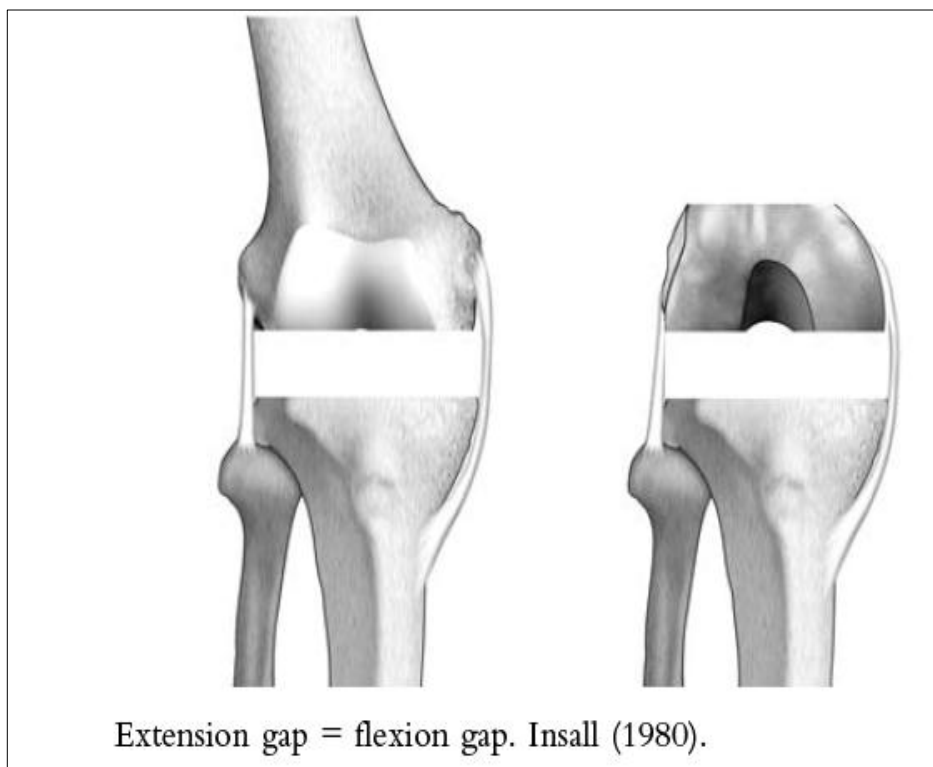 Extension gap = flexion gap. Insall (1980).